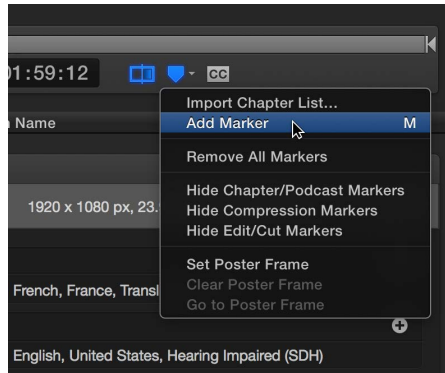 01:59:12
CC
Import Chapter List...
Name
Add Marker M
Remove All Markers
Hide Chapter/Podcast Markers
1920 x 1080 px, 23.
Hide Compression Markers
Hide Edit/Cut Markers
Set Poster Frame
French, France, Transl
Clear Poster Frame
Go to Poster Frame
English, United States, Hearing Impaired (SDH)